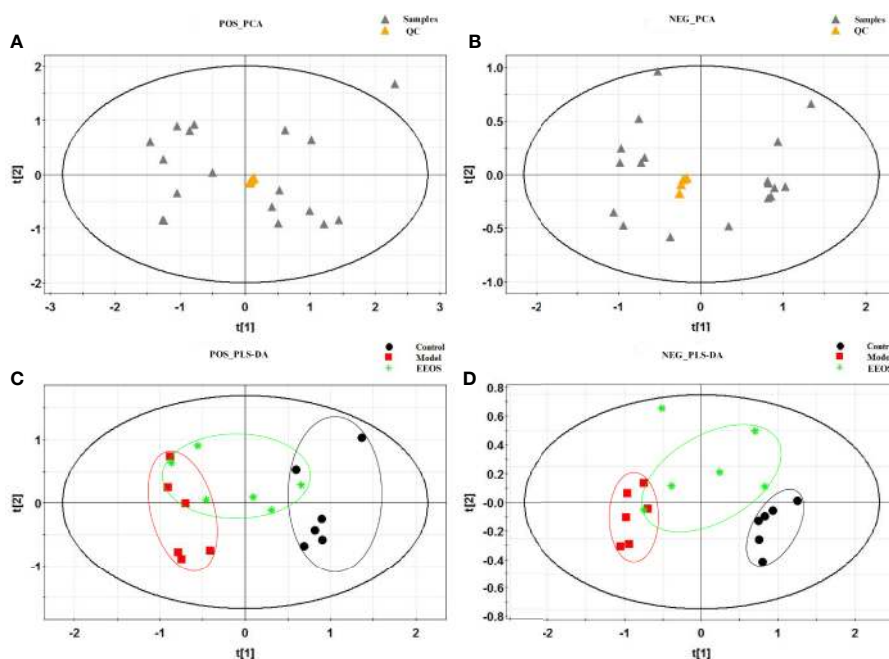 A
POS_PCA
Samples
QC
t[2]
2
1
0
-1
-2
-3 -2 -1 0 1 2 3
t[1]
B
NEG_PCA
Samples
QC
t[2]
1.0
0.5
0.0
-0.5
-1.0
-2 -1 0 1 2
t[1]
C
POS_PLS-DA
Control
Model
EEOS
t[2]
1
0
-1
-2 -1 0 1 2
t[1]
D
NEG_PLS-DA
Model
EEOS
t[2]
0.8
0.6
0.4
0.2
-0.0
-0.2
-0.4
-0.6
-0.8
-2 -1 0 1 2
t[1]